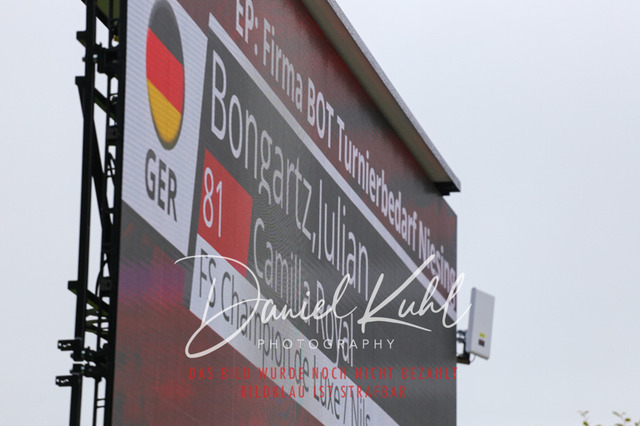 EP: Firma BOT Turnierbedarf Niesing
GER
Bongartz, Julian
81
Camilla Royal
FS Champion de Luxe / Nils
Daniel Kuhl
PHOTOGRAPHY
DAS BILD WURDE NOCH NICHT BEZAHLT
BILDKLAU IST STRAFBAR